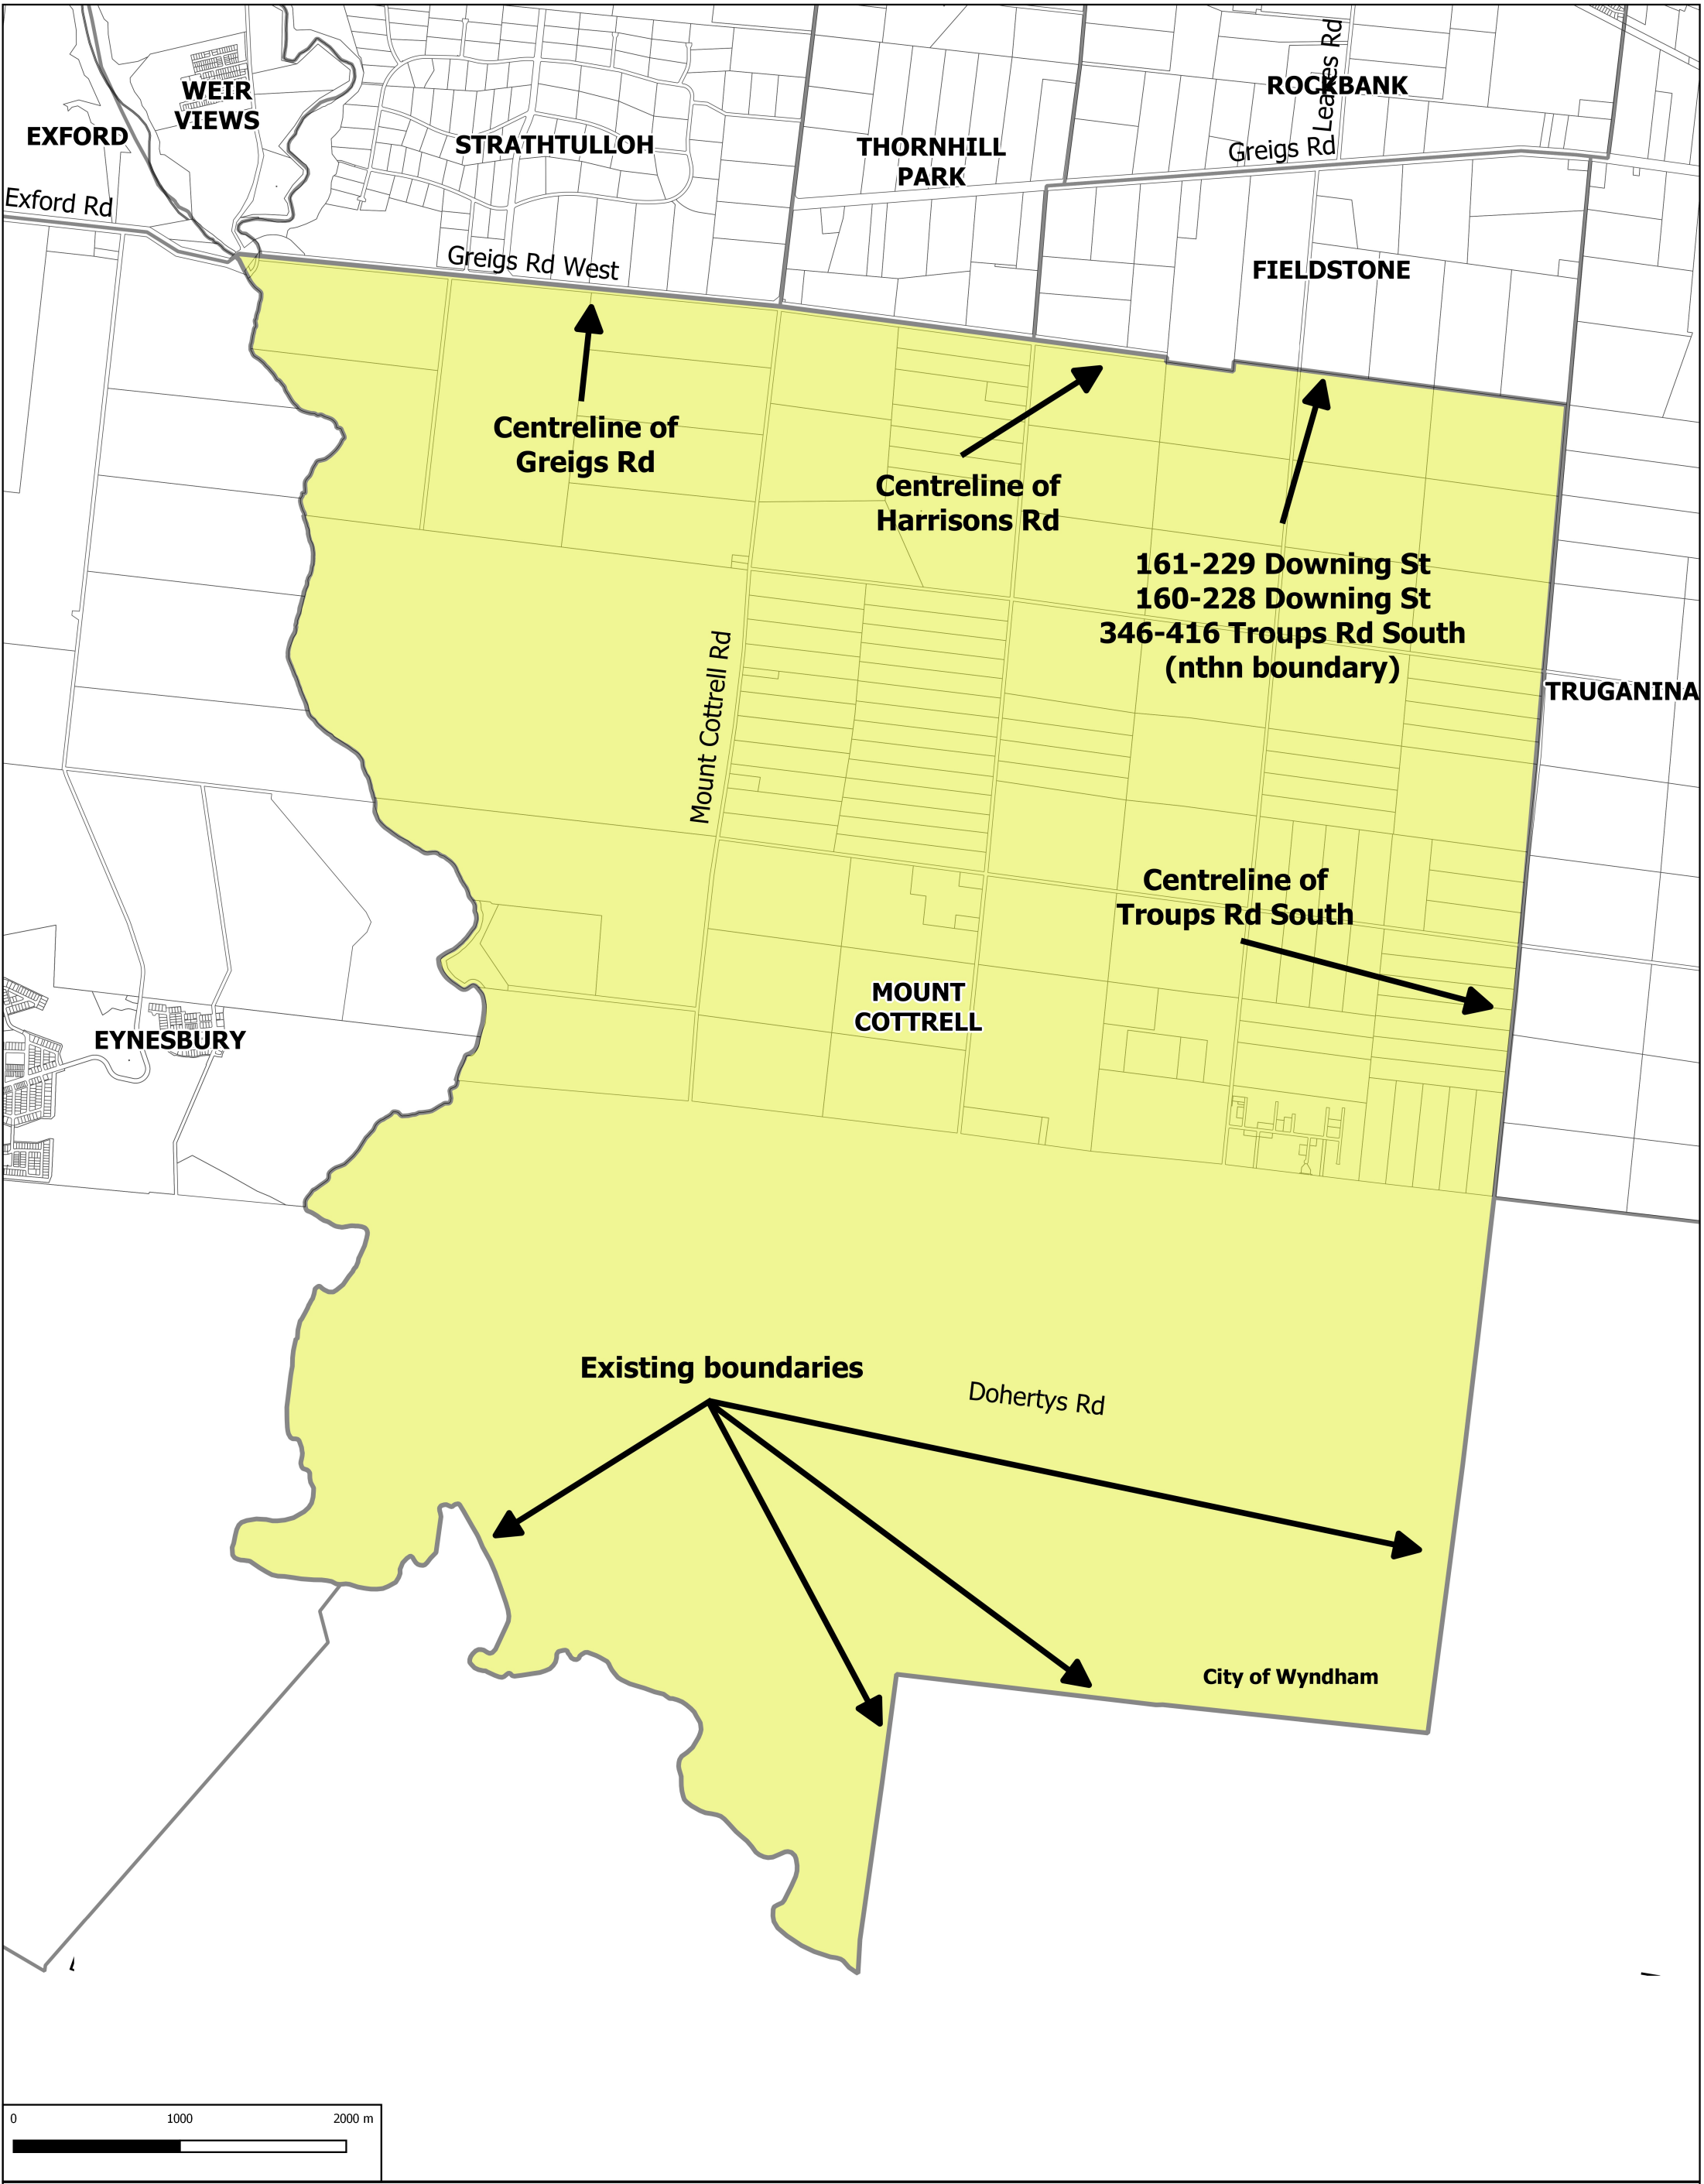 WEIR
VIEWS
EXFORD
STRATHTULLOH
THORNHILL
PARK
ROCKBANK
Leakes Rd
Greigs Rd
Exford Rd
Greigs Rd West
FIELDSTONE
Centreline of
Greigs Rd
Centreline of
Harrisons Rd
161-229 Downing St
160-228 Downing St
346-416 Troups Rd South
(nthn boundary)
TRUGANINA
Mount Cottrell Rd
Centreline of
Troups Rd South
MOUNT
COTTRELL
EYNESBURY
Existing boundaries
Dohertys Rd
City of Wyndham
0 1000 2000 m